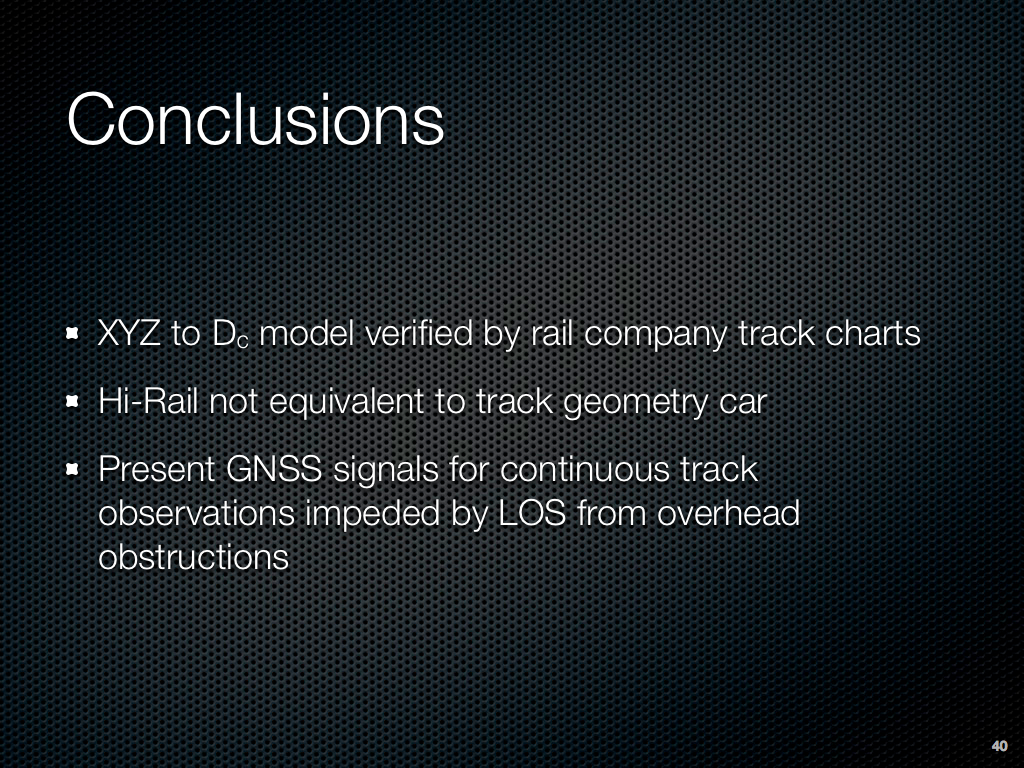 Conclusions
XYZ to Dc model verified by rail company track charts
Hi-Rail not equivalent to track geometry car
Present GNSS signals for continuous track
observations impeded by LOS from overhead
obstructions
40